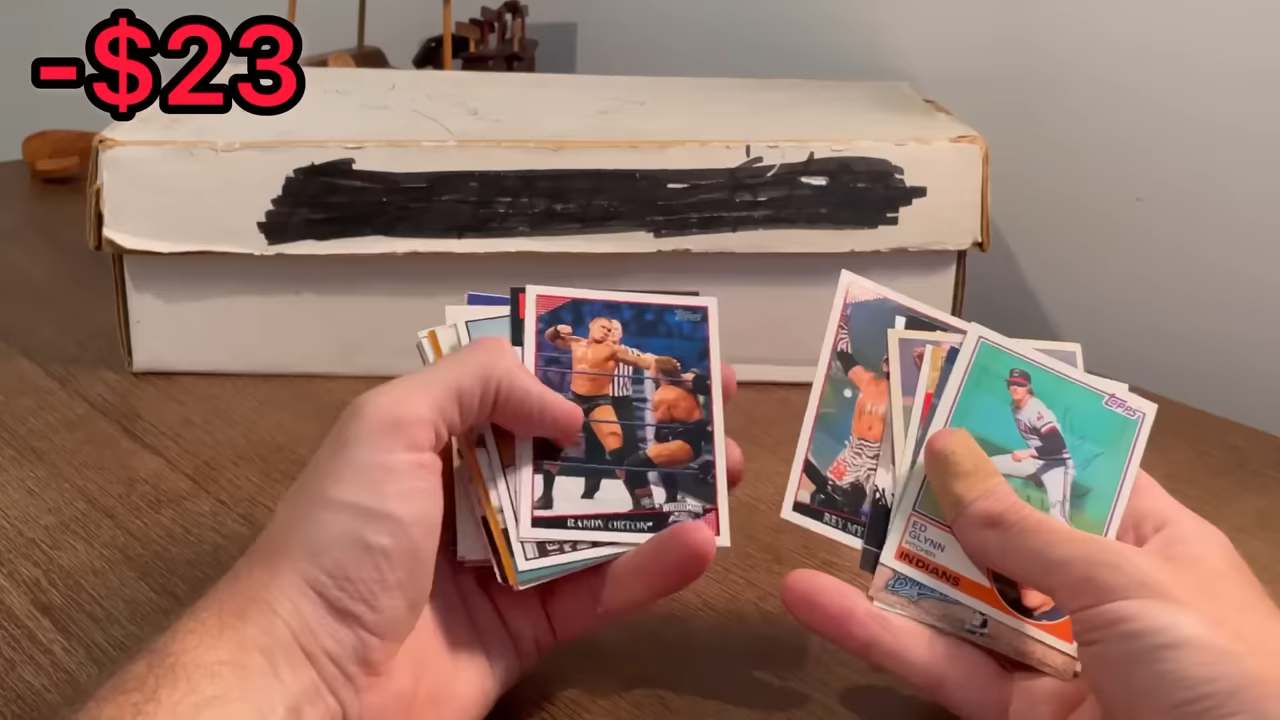 -$23
Topps
RANDY ORTON
REY MY
Topps
ED
GLYNN
PITCHER
INDIANS